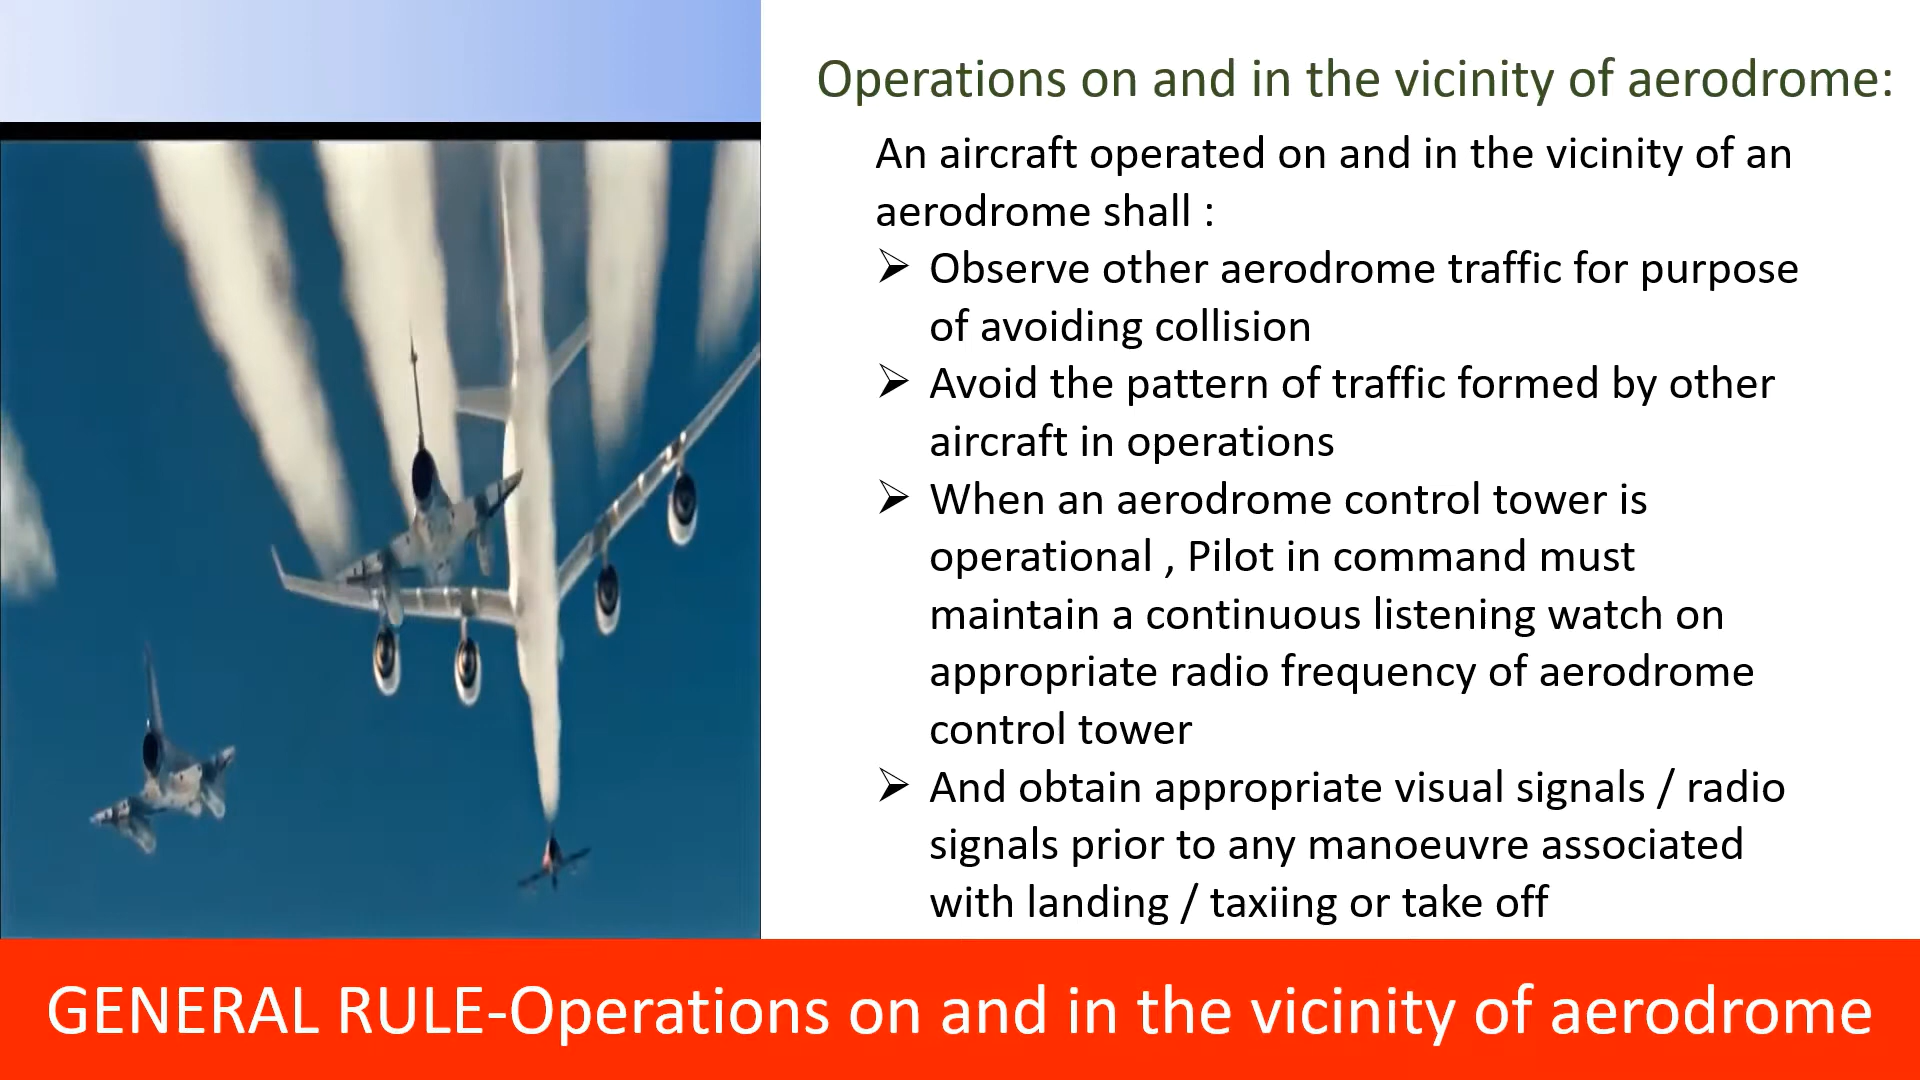 Operations on and in the vicinity of aerodrome:
An aircraft operated on and in the vicinity of an
aerodrome shall :
➢ Observe other aerodrome traffic for purpose
of avoiding collision
➢ Avoid the pattern of traffic formed by other
aircraft in operations
➢ When an aerodrome control tower is
operational , Pilot in command must
maintain a continuous listening watch on
appropriate radio frequency of aerodrome
control tower
➢ And obtain appropriate visual signals / radio
signals prior to any manoeuvre associated
with landing / taxiing or take off
GENERAL RULE-Operations on and in the vicinity of aerodrome